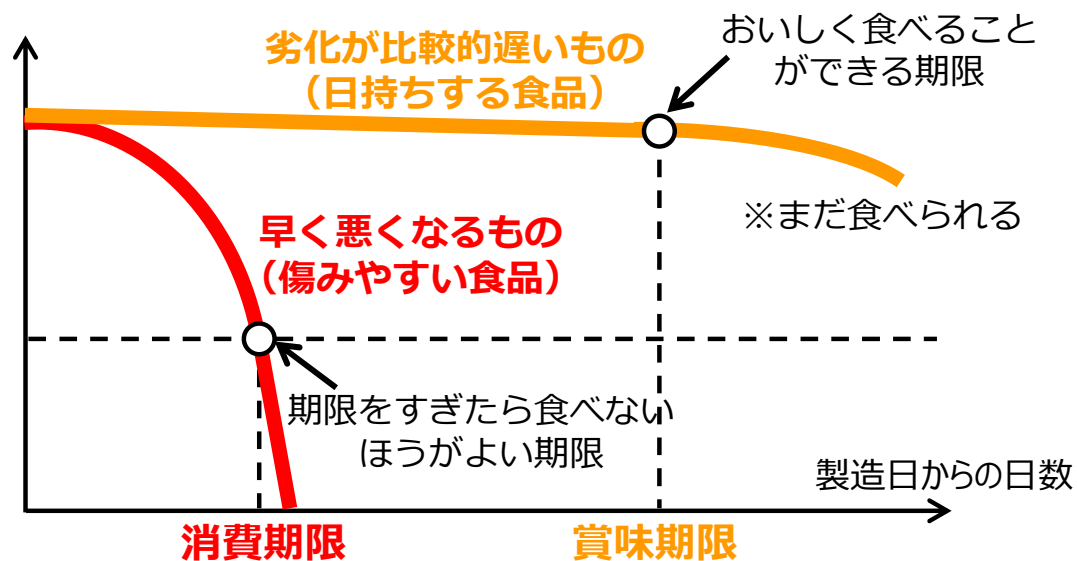 劣化が比較的遅いもの
（日持ちする食品）
おいしく食べること
ができる期限
※まだ食べられる
早く悪くなるもの
（傷みやすい食品）
期限をすぎたら食べない
ほうがよい期限
製造日からの日数
消費期限
賞味期限